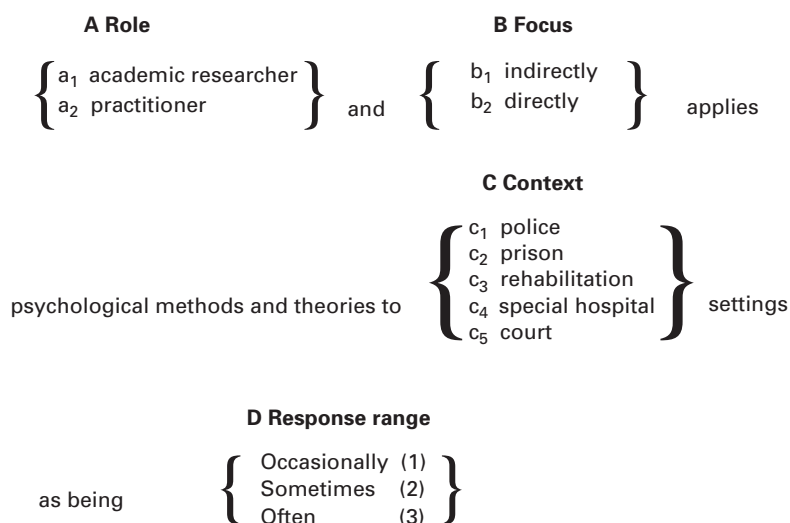 A Role B Focus
a1 academic researcher b1 indirectly
a2 practitioner and b2 directly applies
C Context
c1 police
c2 prison
c3 rehabilitation
psychological methods and theories to c4 special hospital settings
c5 court
D Response range
Occasionally (1)
as being Sometimes (2)
Often (3)